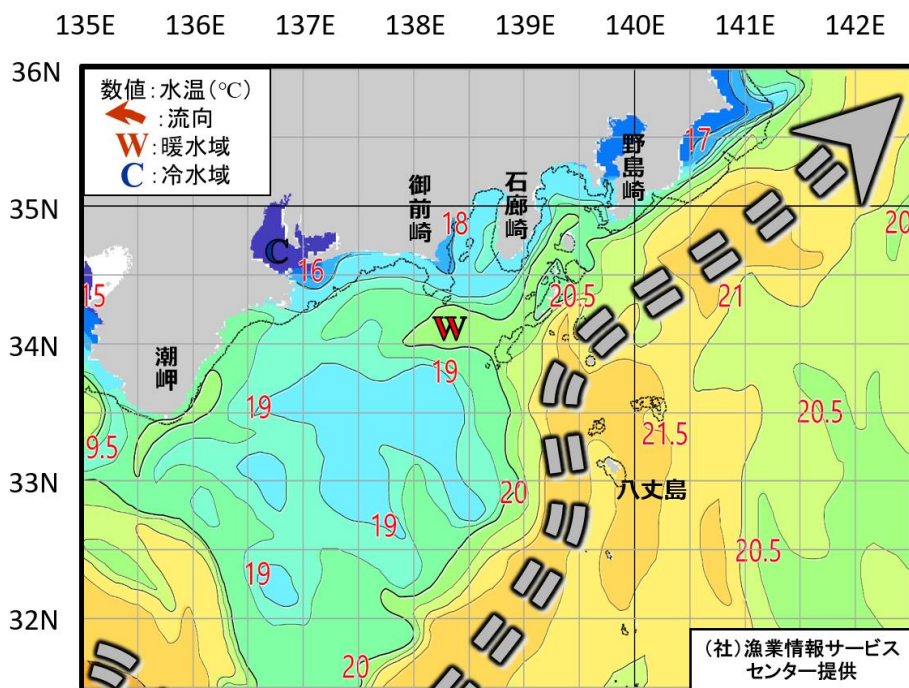 135E 136E 137E 138E 139E 140E 141E 142E
36N
数値:水温(℃)
:流向
W:暖水域
C:冷水域
17
野島崎
石廊崎
御前崎
35N
18
20
C
16
15
20.5
21
W
34N
潮岬
19
19
20.5
21.5
9.5
33N
20
八丈島
19
20.5
19
32N
20
(社)漁業情報サービス
センター提供